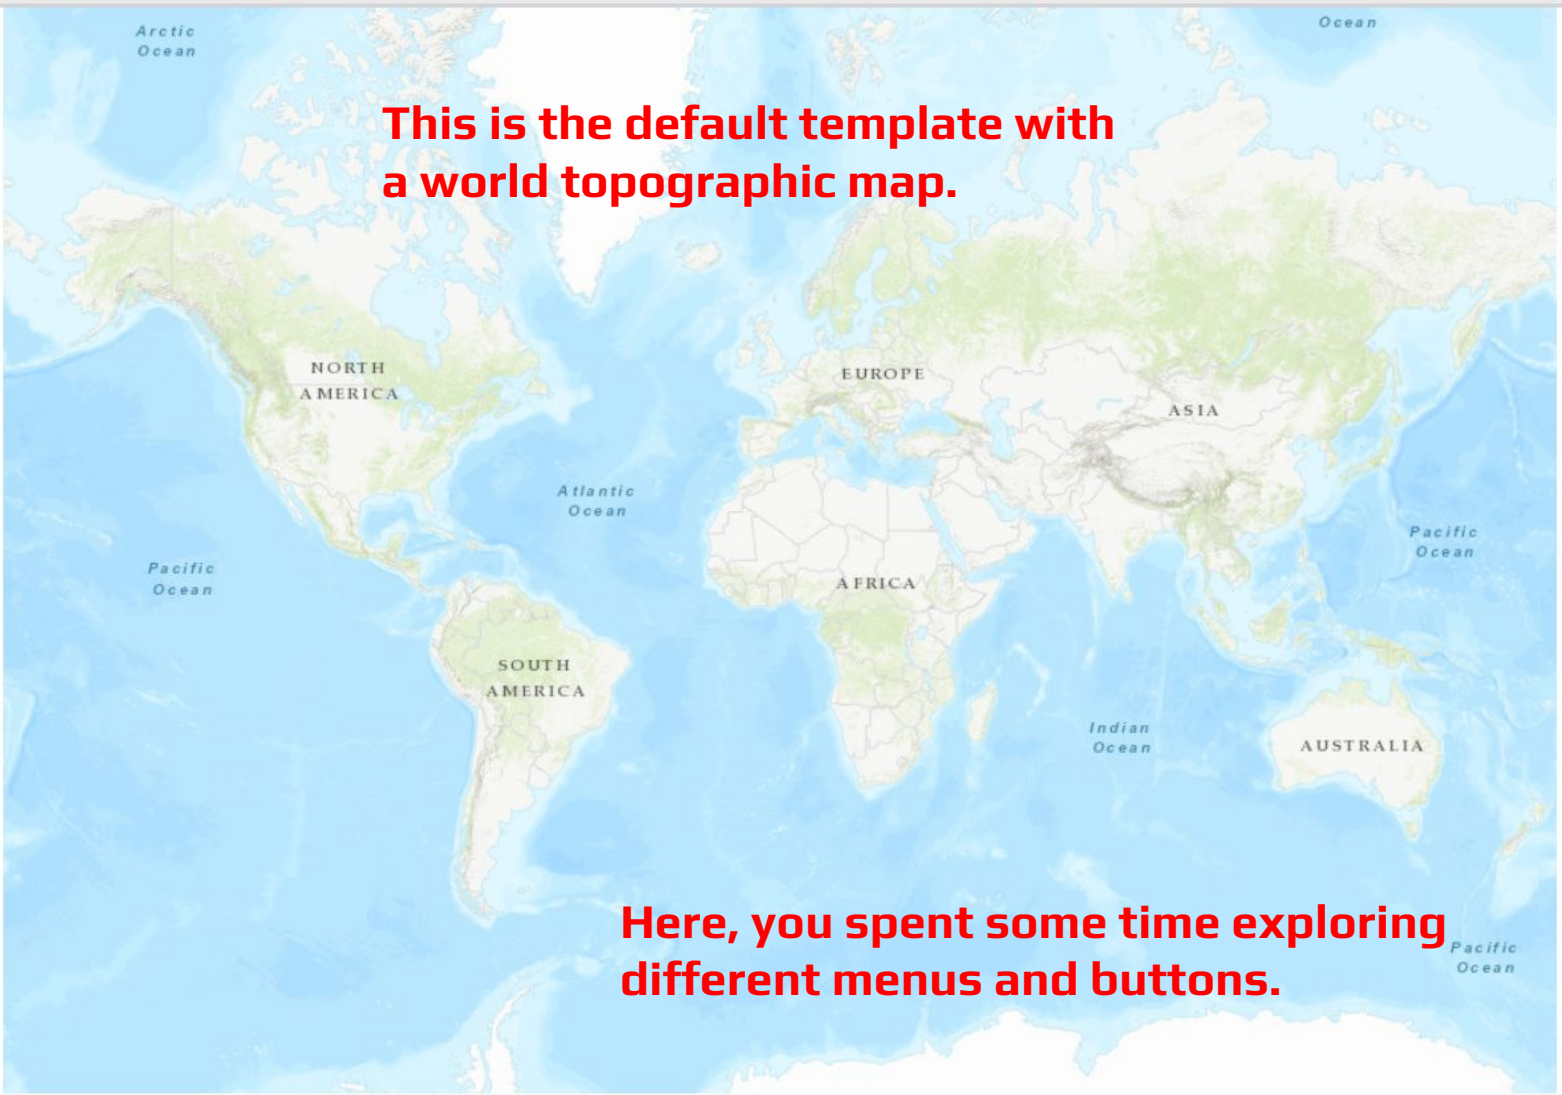 Arctic
Ocean
Ocean
This is the default template with
a world topographic map.
NORTH
AMERICA
EUROPE
ASIA
Atlantic
Ocean
Pacific
Ocean
Pacific
Ocean
AFRICA
SOUTH
AMERICA
Indian
Ocean
AUSTRALIA
Here, you spent some time exploring
different menus and buttons.
Pacific
Ocean